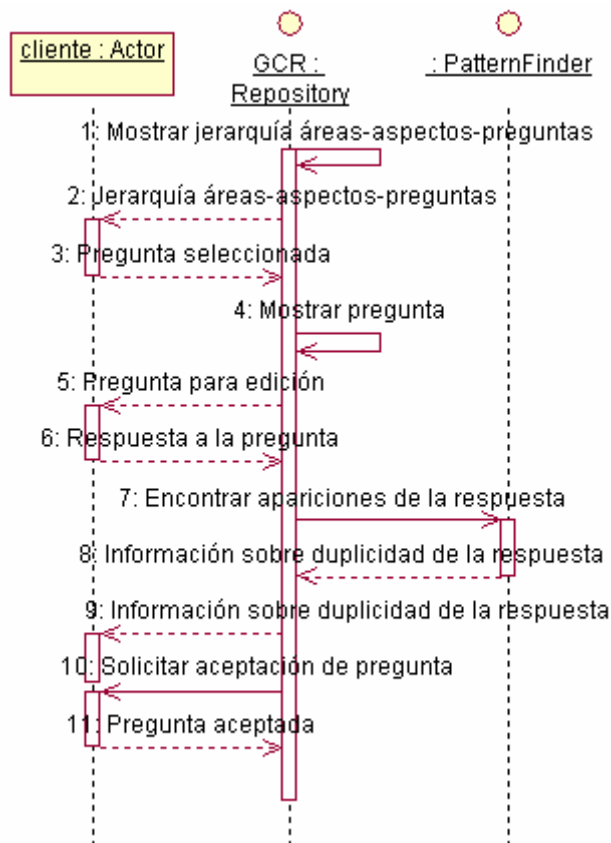 cliente : Actor
GCR :
Repository
: PatternFinder
1: Mostrar jerarquía áreas-aspectos-preguntas
2: Jerarquía áreas-aspectos-preguntas
3: Pregunta seleccionada
4: Mostrar pregunta
5: Pregunta para edición
6: Respuesta a la pregunta
7: Encontrar apariciones de la respuesta
8: Información sobre duplicidad de la respuesta
9: Información sobre duplicidad de la respuesta
10: Solicitar aceptación de pregunta
11: Pregunta aceptada